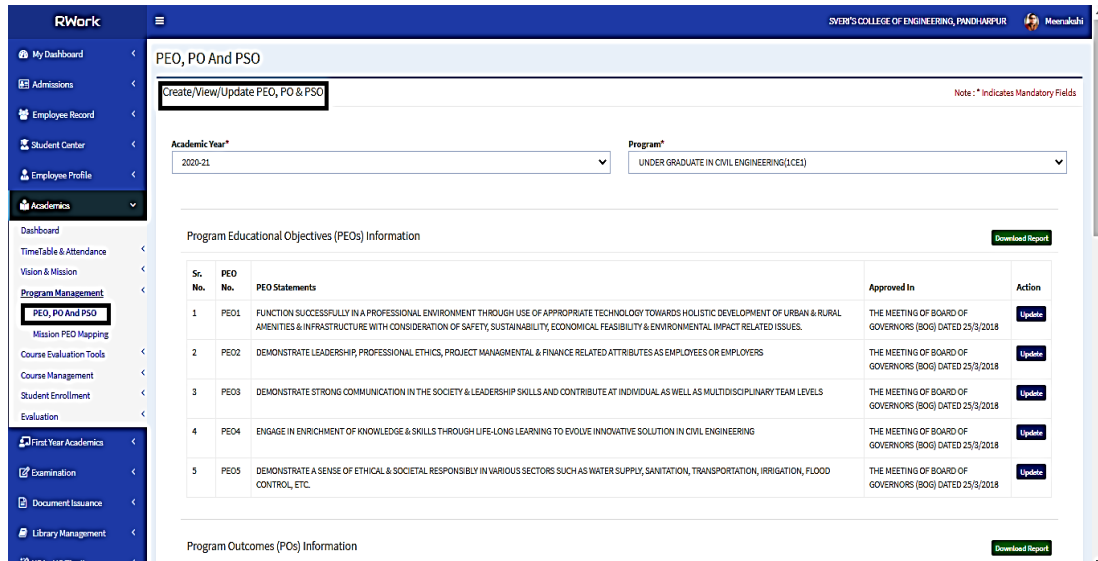 RWork
SVERI'S COLLEGE OF ENGINEERING, PANDHARPUR
Meenakshi
My Dashboard
Admissions
Employee Record
Student Center
Employee Profile
Academics
Dashboard
TimeTable & Attendance
Vision & Mission
Program Management
PEO, PO And PSO
Mission PEO Mapping
Course Evaluation Tools
Course Management
Student Enrollment
Evaluation
First Year Academics
Examination
Document Issuance
Library Management
PEO, PO And PSO
Create/View/Update PEO, PO & PSO
Note : * Indicates Mandatory Fields
Academic Year* Program*
2020-21 UNDER GRADUATE IN CIVIL ENGINEERING(1CE1)
Program Educational Objectives (PEOs) Information Download Report
Sr. PEO
No. No. PEO Statements Approved In Action
1 PEO1 FUNCTION SUCCESSFULLY IN A PROFESSIONAL ENVIRONMENT THROUGH USE OF APPROPRIATE TECHNOLOGY TOWARDS HOLISTIC DEVELOPMENT OF URBAN & RURAL THE MEETING OF BOARD OF Update
AMENITIES & INFRASTRUCTURE WITH CONSIDERATION OF SAFETY, SUSTAINABILITY, ECONOMICAL FEASIBILITY & ENVIRONMENTAL IMPACT RELATED ISSUES. GOVERNORS (BOG) DATED 25/3/2018
2 PEO2 DEMONSTRATE LEADERSHIP, PROFESSIONAL ETHICS, PROJECT MANAGMENTAL & FINANCE RELATED ATTRIBUTES AS EMPLOYEES OR EMPLOYERS THE MEETING OF BOARD OF Update
GOVERNORS (BOG) DATED 25/3/2018
3 PEO3 DEMONSTRATE STRONG COMMUNICATION IN THE SOCIETY & LEADERSHIP SKILLS AND CONTRIBUTE AT INDIVIDUAL AS WELL AS MULTIDISCIPLINARY TEAM LEVELS THE MEETING OF BOARD OF Update
GOVERNORS (BOG) DATED 25/3/2018
4 PEO4 ENGAGE IN ENRICHMENT OF KNOWLEDGE & SKILLS THROUGH LIFE-LONG LEARNING TO EVOLVE INNOVATIVE SOLUTION IN CIVIL ENGINEERING THE MEETING OF BOARD OF Update
GOVERNORS (BOG) DATED 25/3/2018
5 PEO5 DEMONSTRATE A SENSE OF ETHICAL & SOCIETAL RESPONSIBLY IN VARIOUS SECTORS SUCH AS WATER SUPPLY, SANITATION, TRANSPORTATION, IRRIGATION, FLOOD THE MEETING OF BOARD OF Update
CONTROL, ETC. GOVERNORS (BOG) DATED 25/3/2018
Program Outcomes (POs) Information Download Report